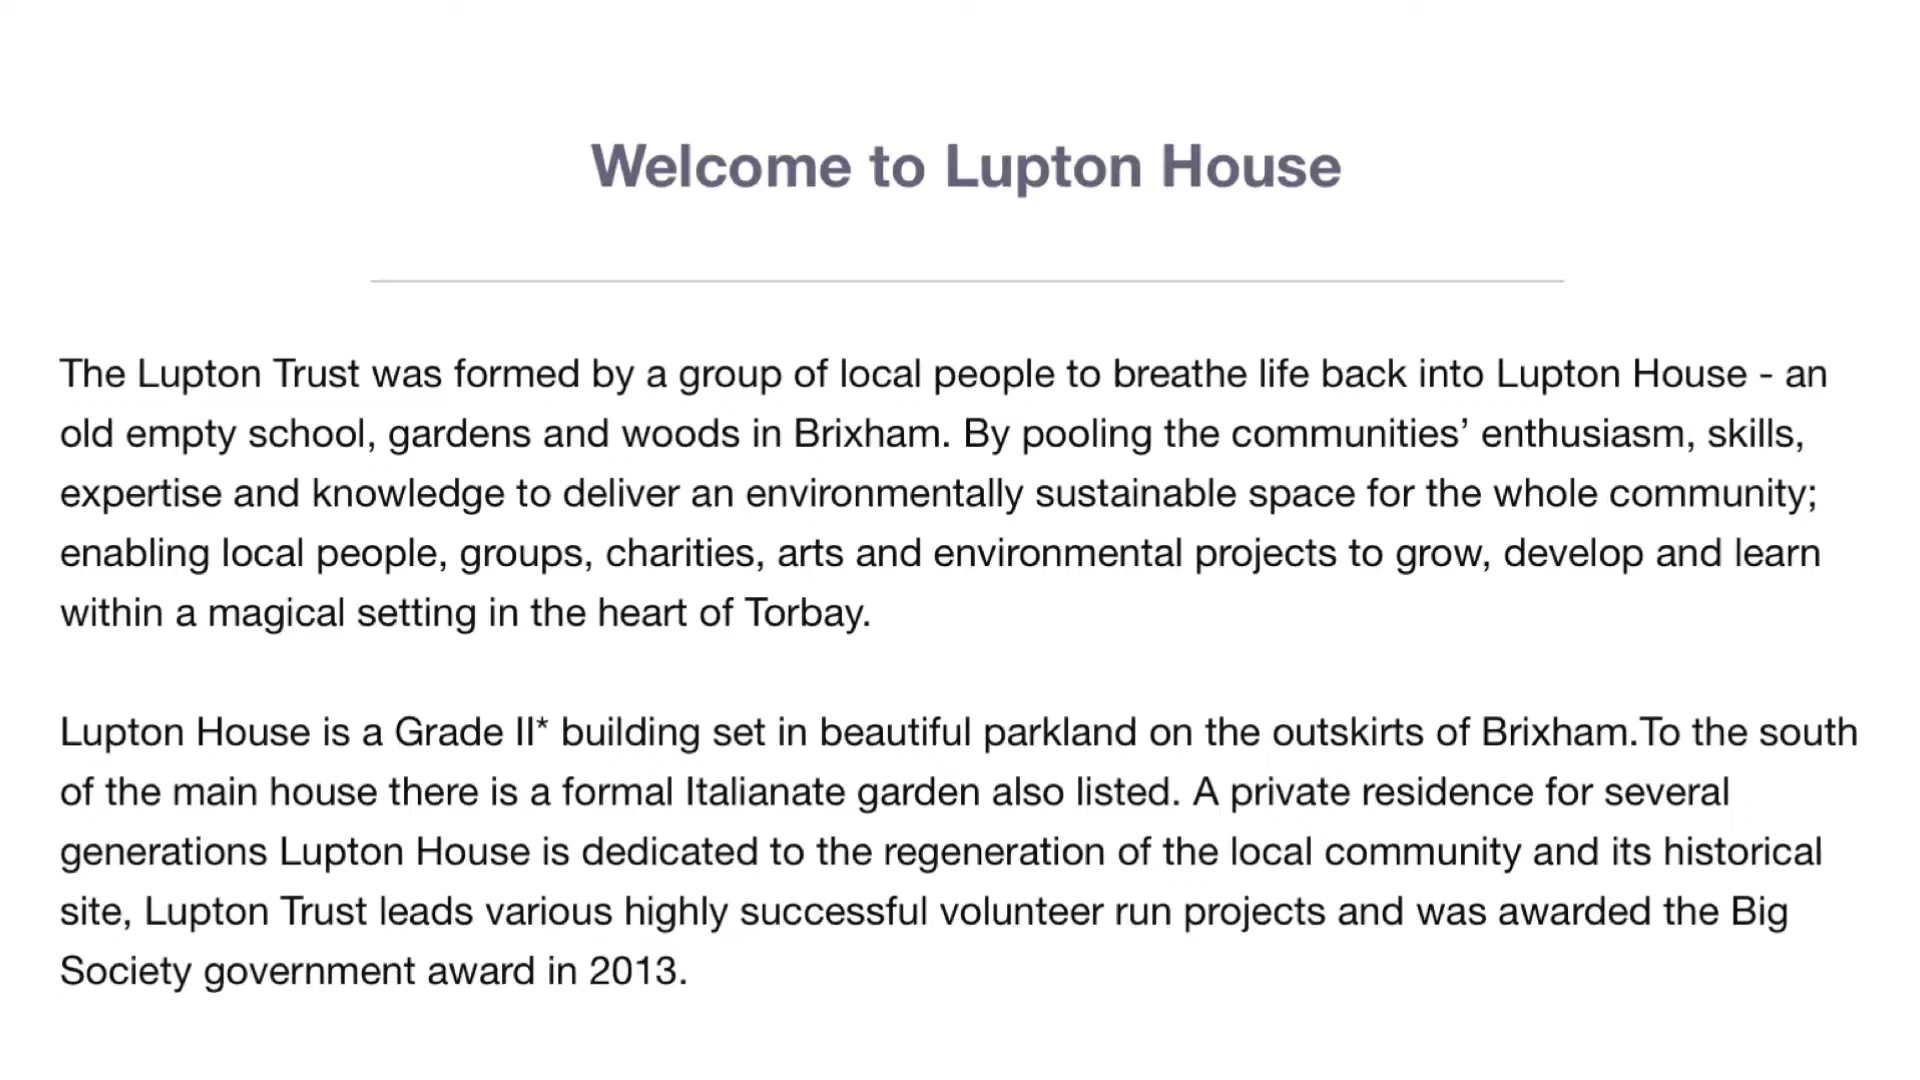 Welcome to Lupton House
The Lupton Trust was formed by a group of local people to breathe life back into Lupton House - an
old empty school, gardens and woods in Brixham. By pooling the communities’ enthusiasm, skills,
expertise and knowledge to deliver an environmentally sustainable space for the whole community;
enabling local people, groups, charities, arts and environmental projects to grow, develop and learn
within a magical setting in the heart of Torbay.
Lupton House is a Grade II* building set in beautiful parkland on the outskirts of Brixham.To the south
of the main house there is a formal Italianate garden also listed. A private residence for several
generations Lupton House is dedicated to the regeneration of the local community and its historical
site, Lupton Trust leads various highly successful volunteer run projects and was awarded the Big
Society government award in 2013.